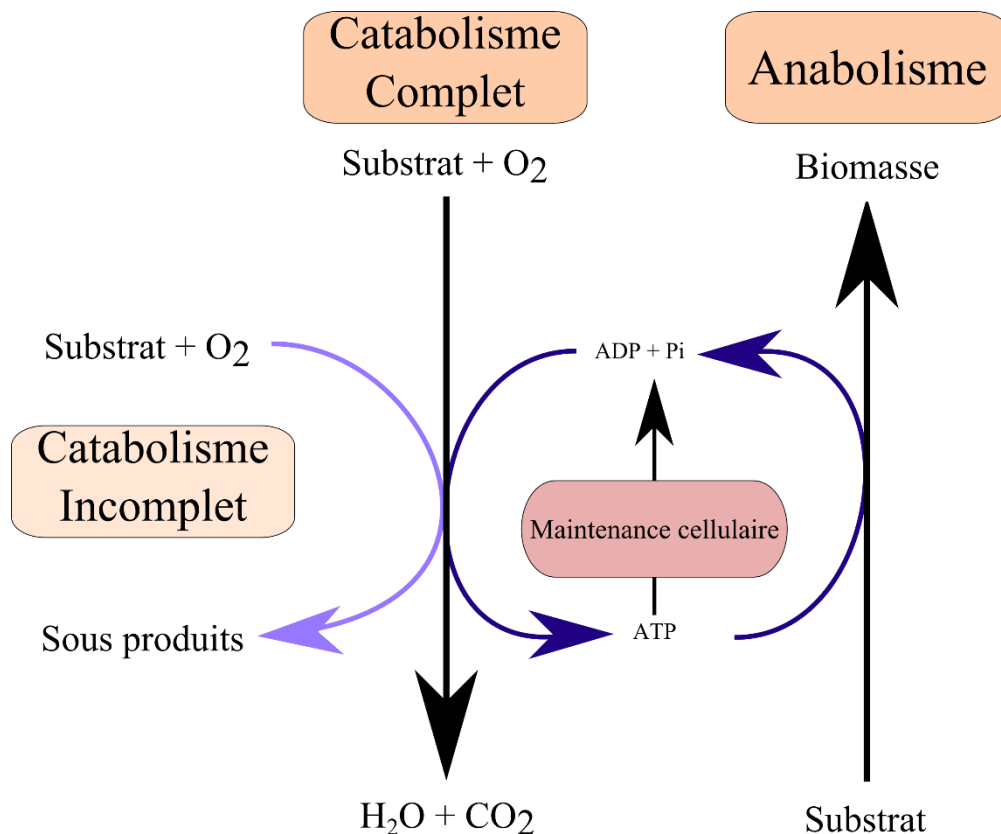 Catabolisme
Complet
Anabolisme
Substrat + O2
Biomasse
Substrat + O2
ADP + Pi
Catabolisme
Incomplet
Maintenance cellulaire
Sous produits
ATP
H2O + CO2
Substrat